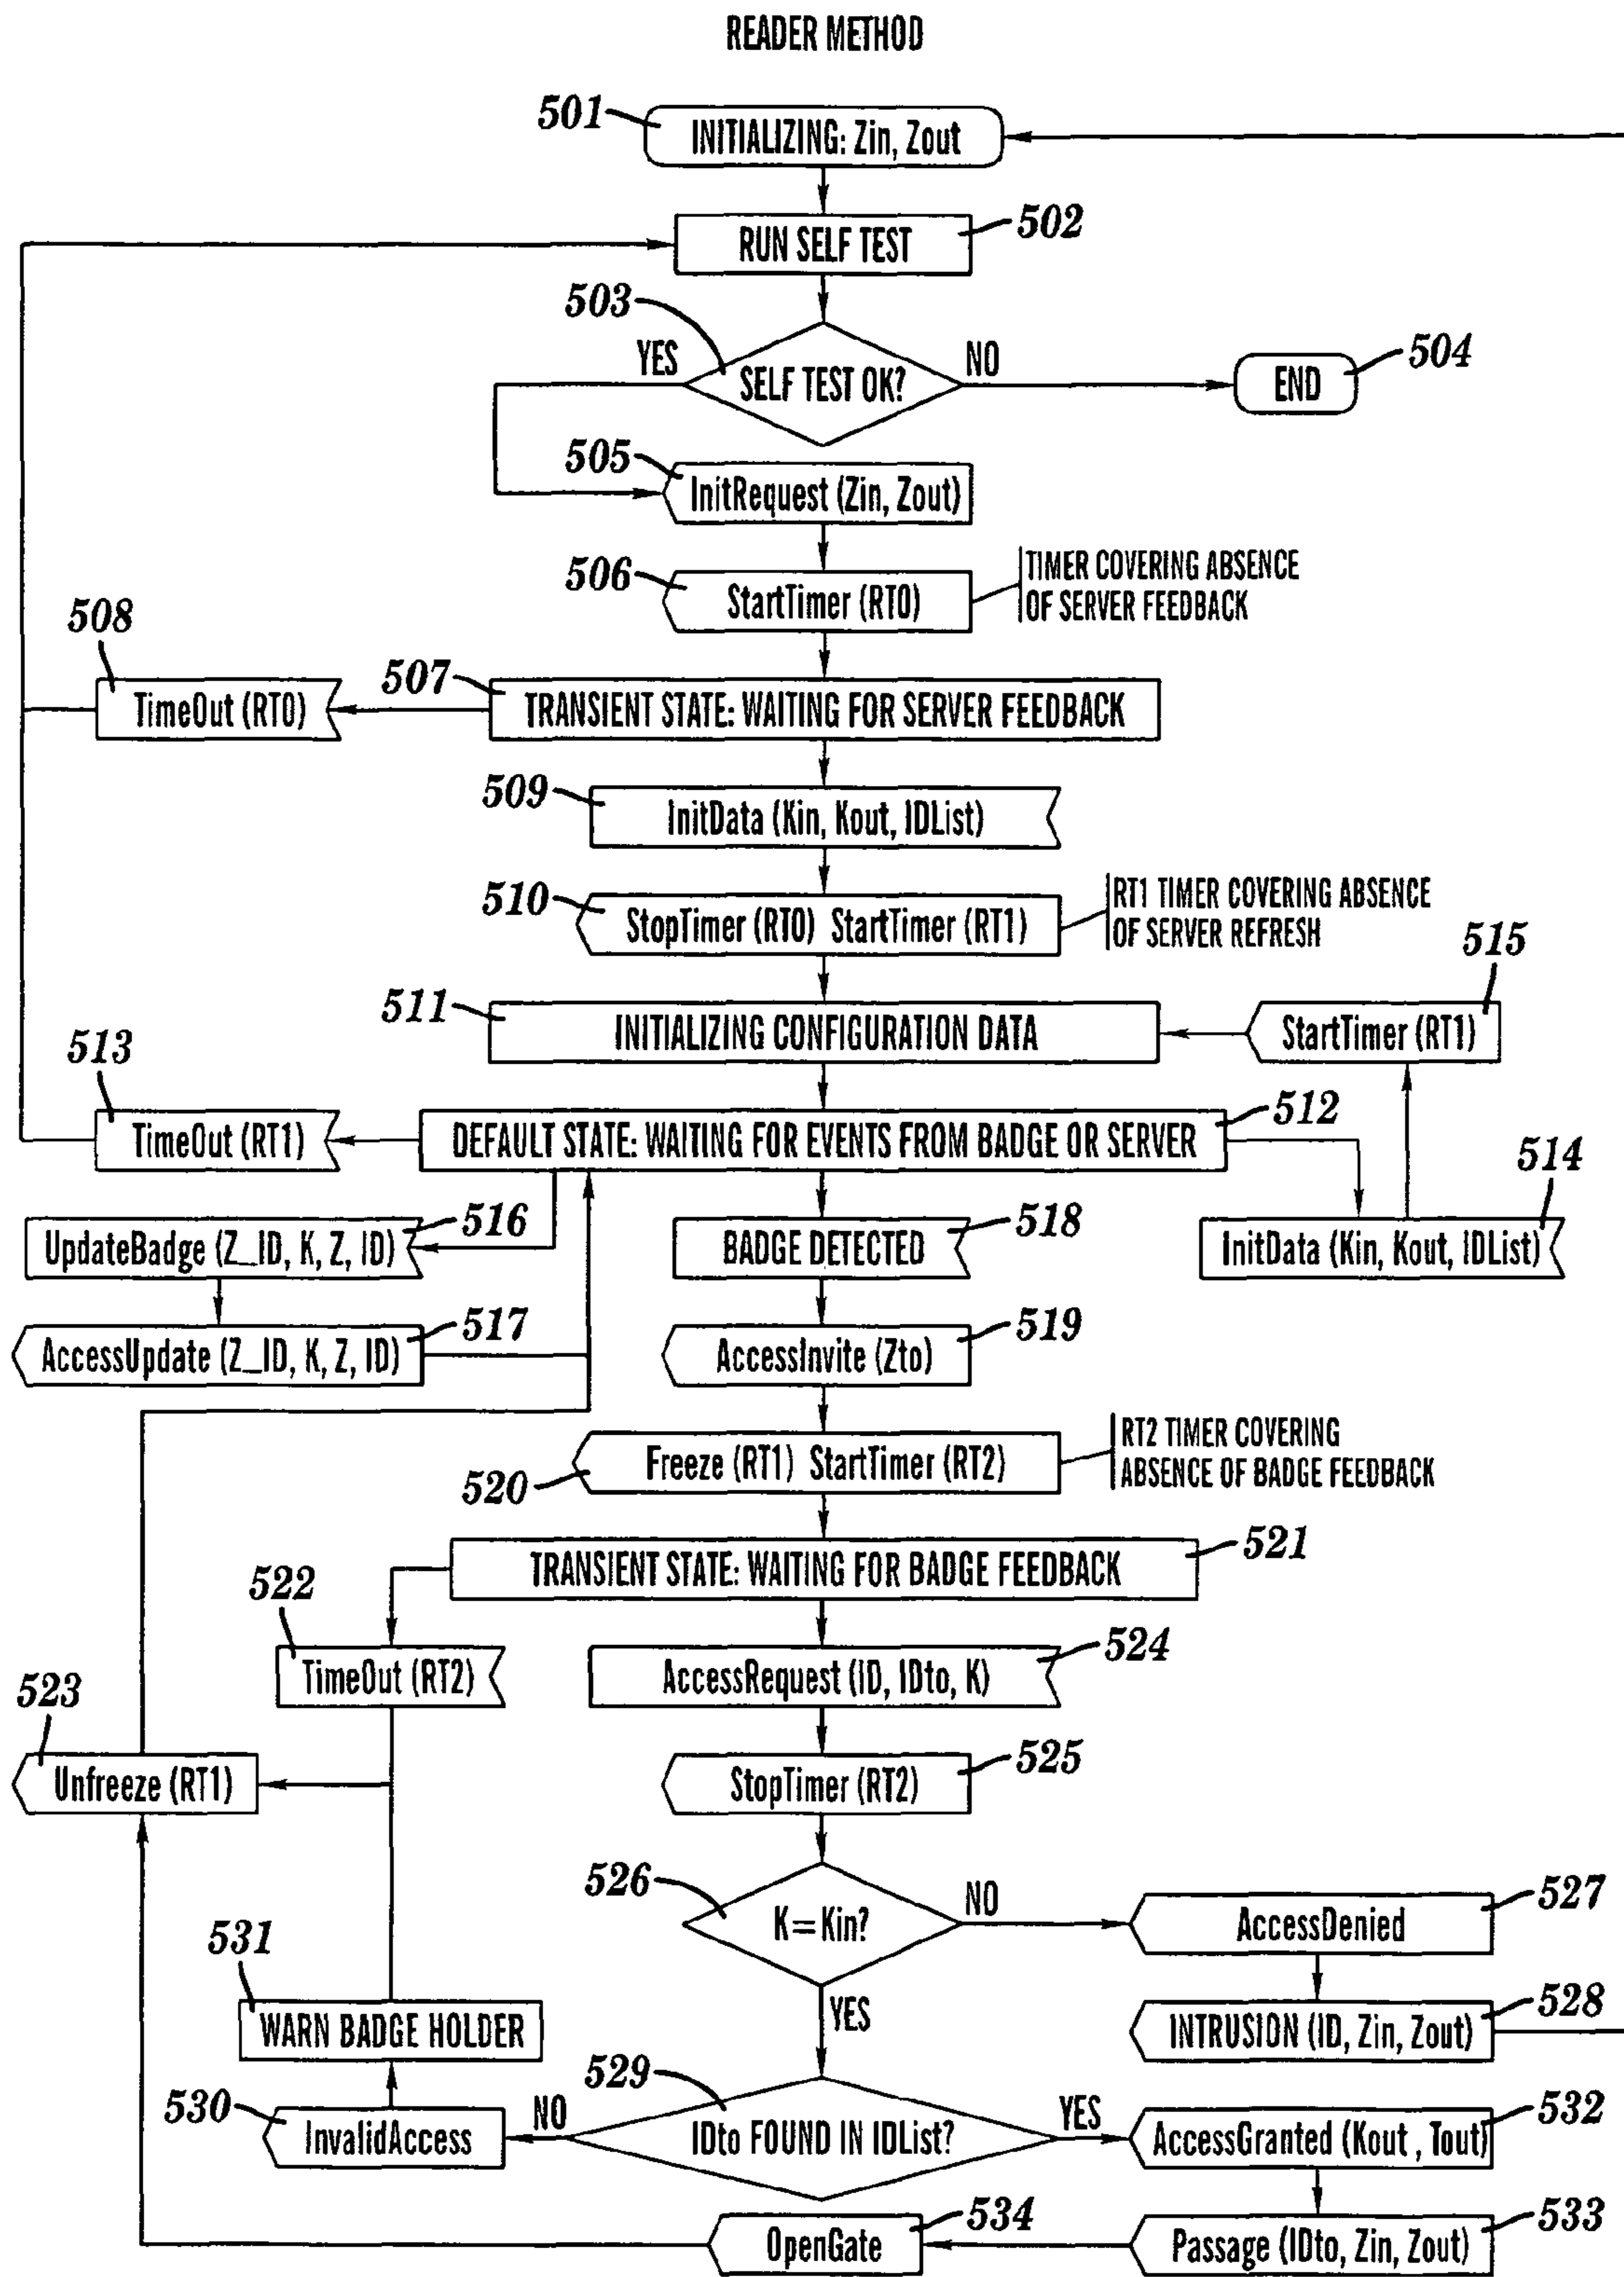 READER METHOD
501
INITIALIZING: Zin, Zout
RUN SELF TEST
502
503
YES
SELF TEST OK?
NO
END
504
505
InitRequest (Zin, Zout)
506
StartTimer (RT0)
TIMER COVERING ABSENCE
OF SERVER FEEDBACK
508
TimeOut (RT0)
507
TRANSIENT STATE: WAITING FOR SERVER FEEDBACK
509
InitData (Kin, Kout, IDList)
510
StopTimer (RT0) StartTimer (RT1)
RT1 TIMER COVERING ABSENCE
OF SERVER REFRESH
511
INITIALIZING CONFIGURATION DATA
515
StartTimer (RT1)
513
TimeOut (RT1)
DEFAULT STATE: WAITING FOR EVENTS FROM BADGE OR SERVER
512
514
InitData (Kin, Kout, IDList)
UpdateBadge (Z_ID, K, Z, ID)
516
BADGE DETECTED
518
AccessUpdate (Z_ID, K, Z, ID)
517
AccessInvite (Zto)
519
520
Freeze (RT1) StartTimer (RT2)
RT2 TIMER COVERING
ABSENCE OF BADGE FEEDBACK
TRANSIENT STATE: WAITING FOR BADGE FEEDBACK
521
522
TimeOut (RT2)
AccessRequest (ID, IDto, K)
524
523
Unfreeze (RT1)
StopTimer (RT2)
525
526
K=Kin?
NO
YES
AccessDenied
527
INTRUSION (ID, Zin, Zout)
528
531
WARN BADGE HOLDER
529
IDto FOUND IN IDList?
NO
YES
530
InvalidAccess
AccessGranted (Kout , Tout)
532
OpenGate
534
Passage (IDto, Zin, Zout)
533